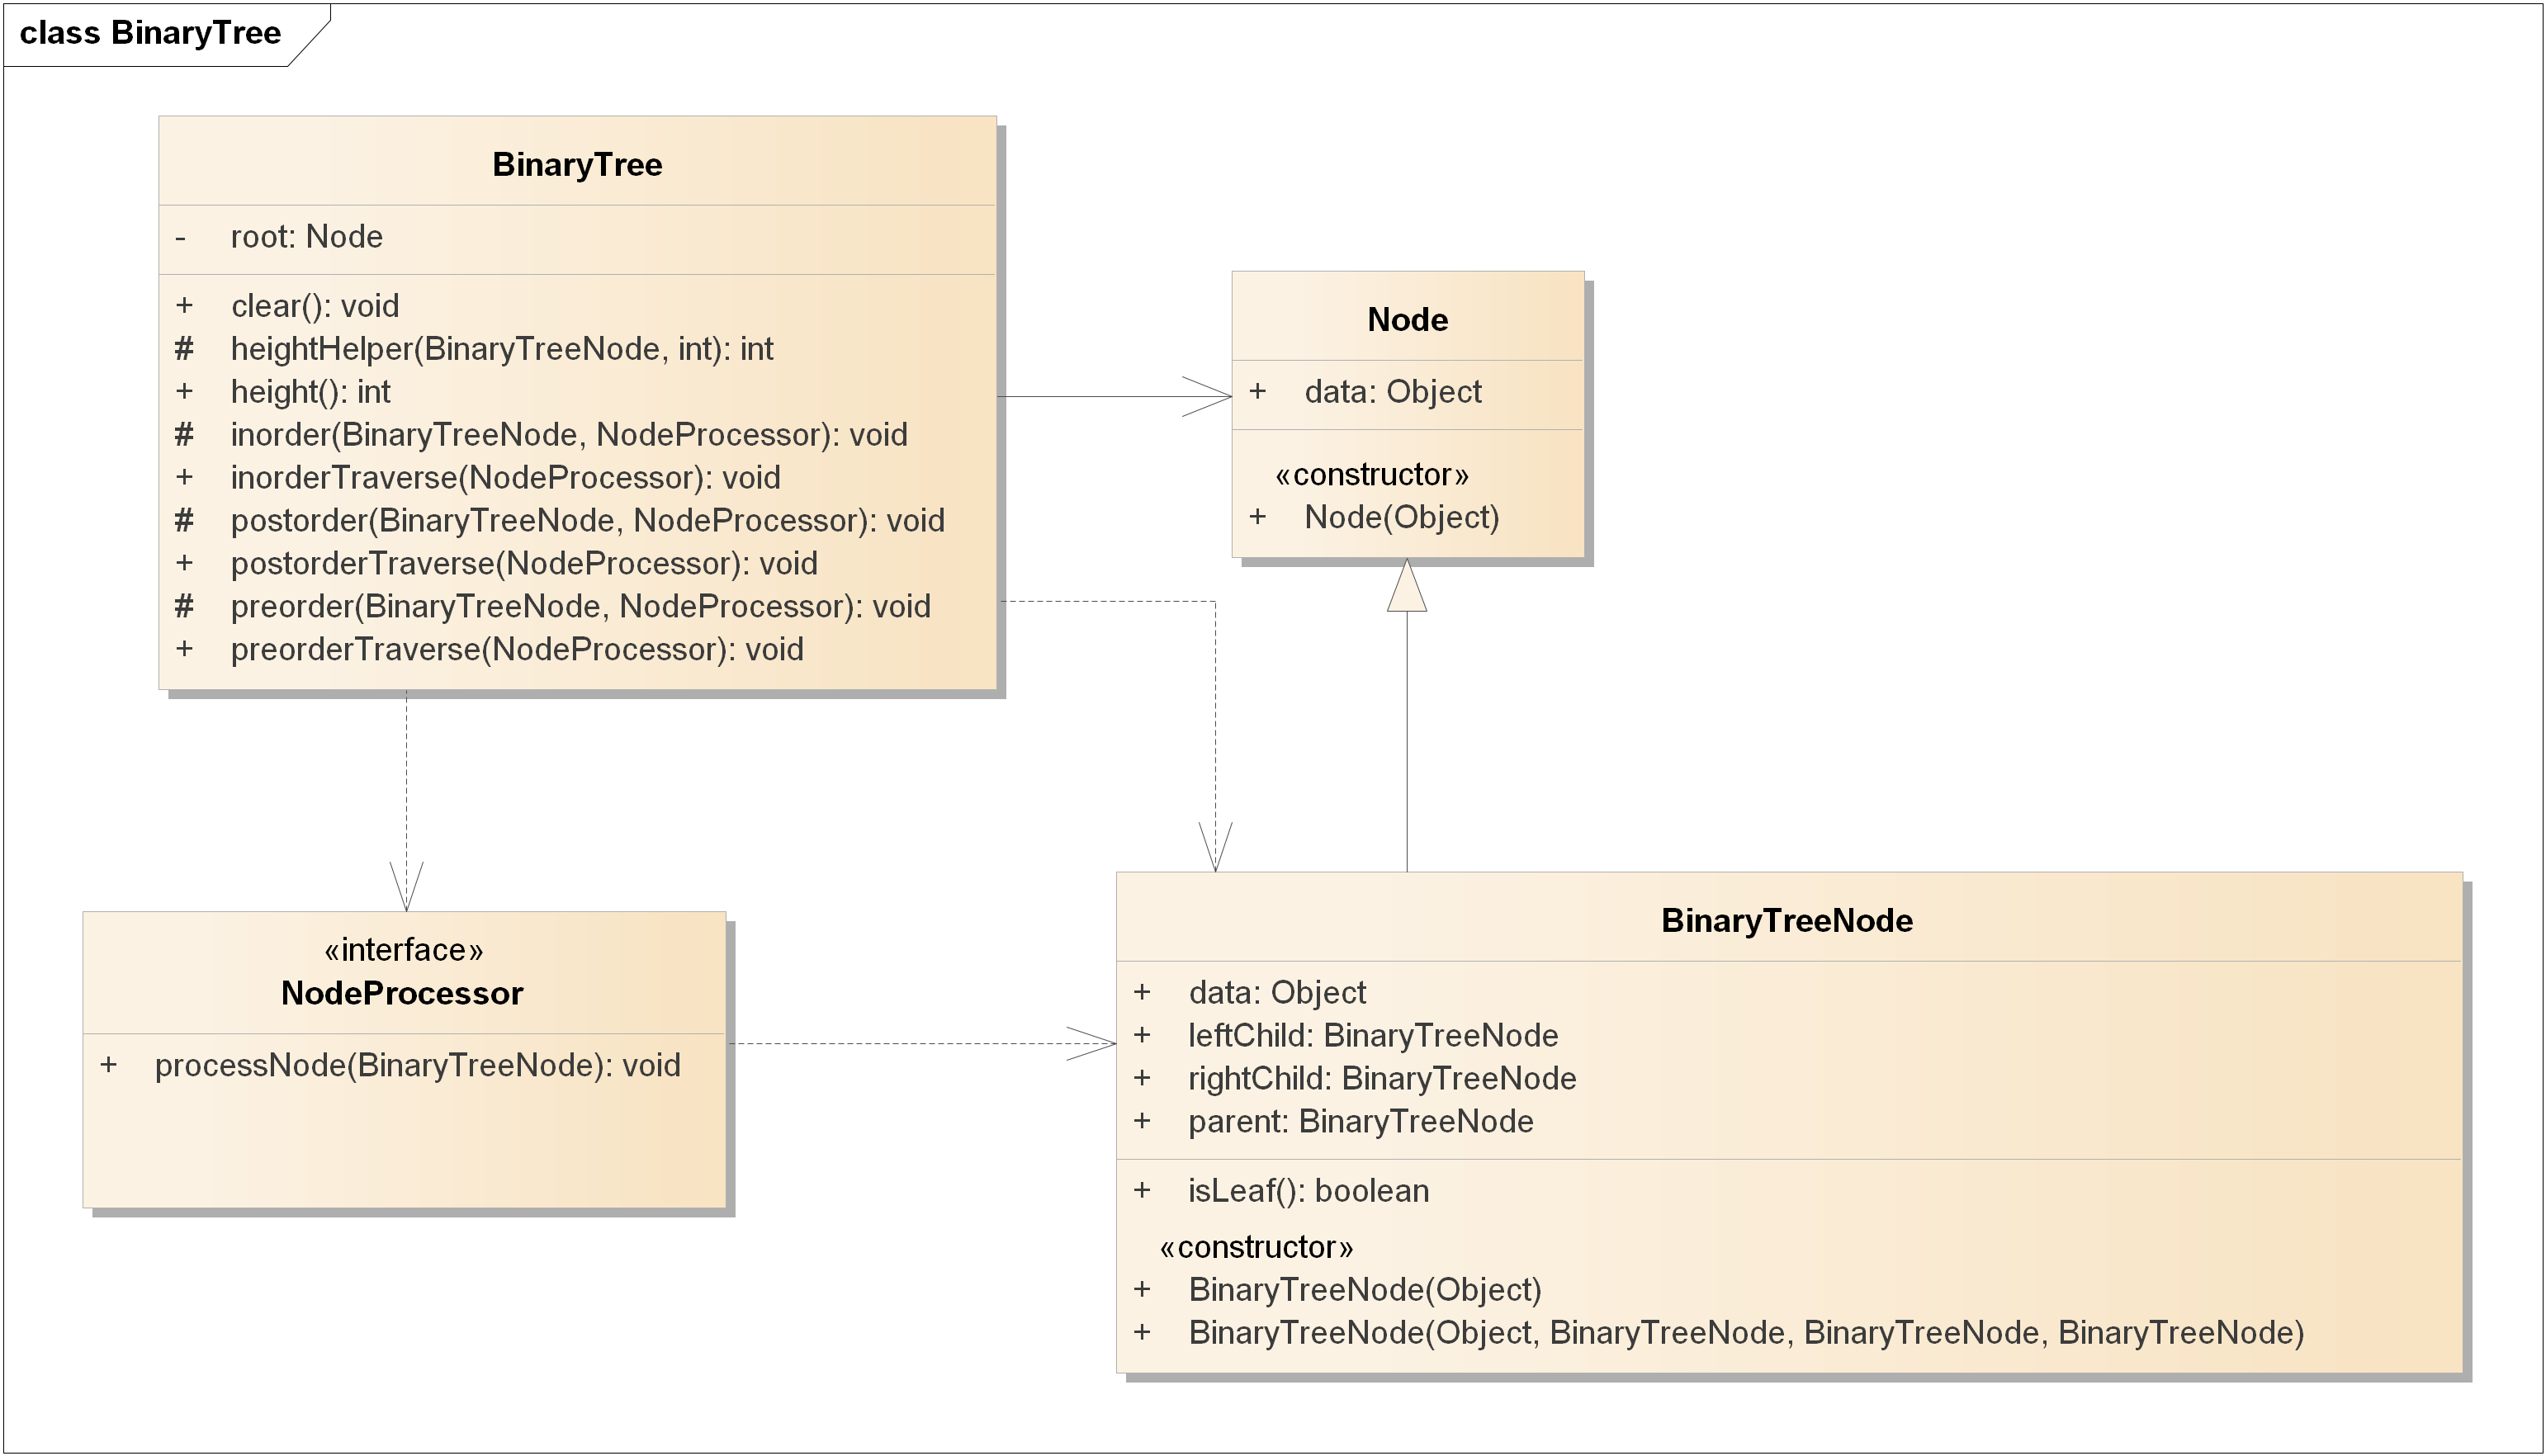 class BinaryTree
BinaryTree
- root: Node
+ clear(): void
# heightHelper(BinaryTreeNode, int): int
+ height(): int
# inorder(BinaryTreeNode, NodeProcessor): void
+ inorderTraverse(NodeProcessor): void
# postorder(BinaryTreeNode, NodeProcessor): void
+ postorderTraverse(NodeProcessor): void
# preorder(BinaryTreeNode, NodeProcessor): void
+ preorderTraverse(NodeProcessor): void
Node
+ data: Object
«constructor»
+ Node(Object)
«interface»
NodeProcessor
+ processNode(BinaryTreeNode): void
BinaryTreeNode
+ data: Object
+ leftChild: BinaryTreeNode
+ rightChild: BinaryTreeNode
+ parent: BinaryTreeNode
+ isLeaf(): boolean
«constructor»
+ BinaryTreeNode(Object)
+ BinaryTreeNode(Object, BinaryTreeNode, BinaryTreeNode, BinaryTreeNode)